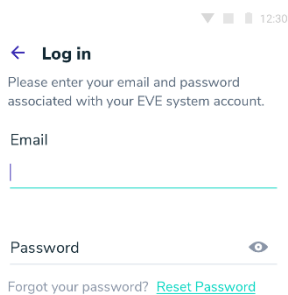 12:30
Log in
Please enter your email and password
associated with your EVE system account.
Email
Password
Forgot your password? Reset Password